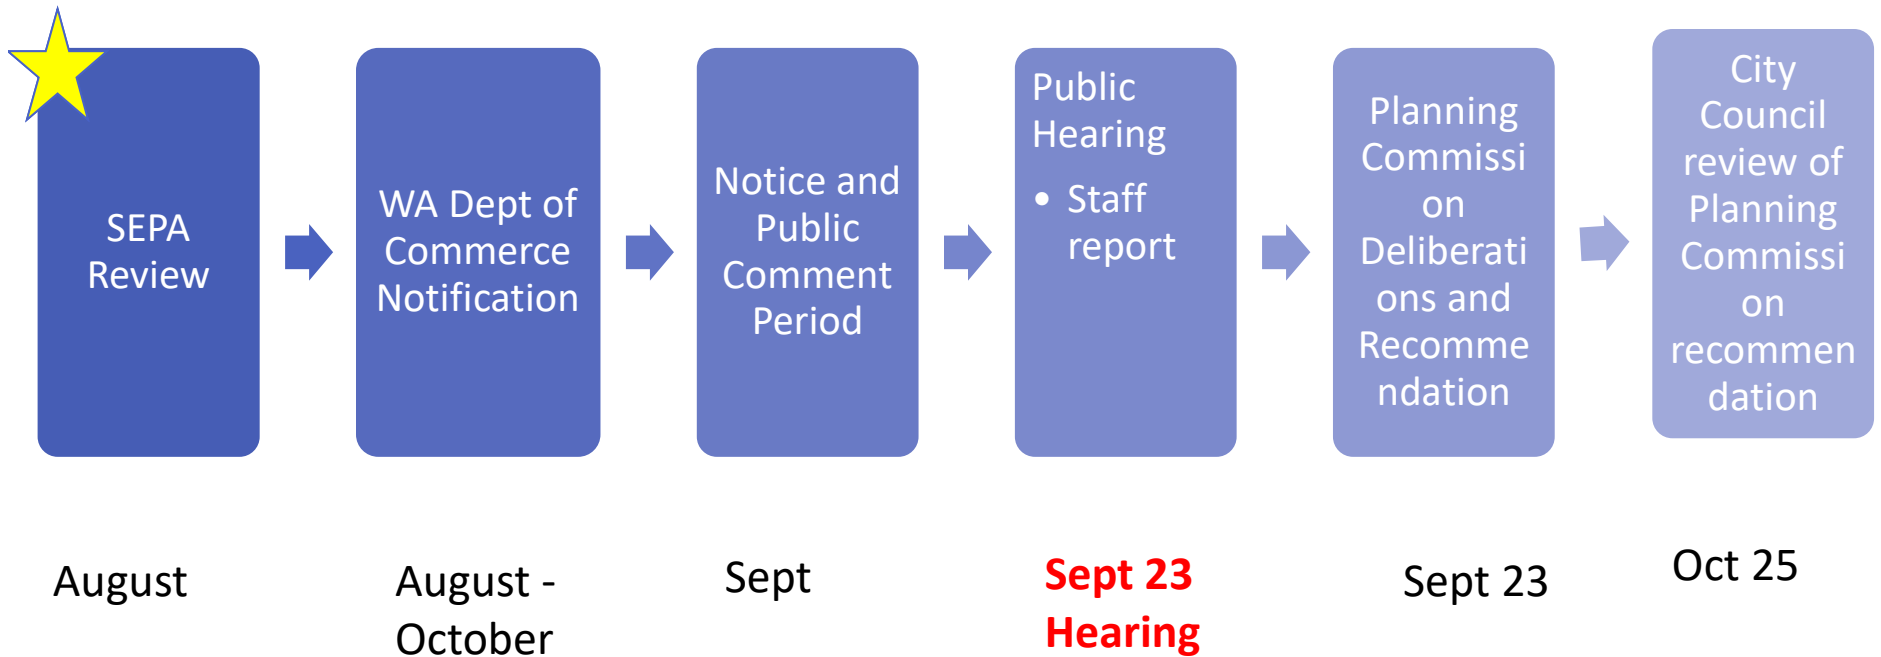 SEPA
Review
WA Dept of
Commerce
Notification
Notice and
Public
Comment
Period
Public
Hearing
• Staff
report
Planning
Commissi
on
Deliberati
ons and
Recomme
ndation
City
Council
review of
Planning
Commissi
on
recommen
dation
August
August -
October
Sept
Sept 23
Hearing
Sept 23
Oct 25